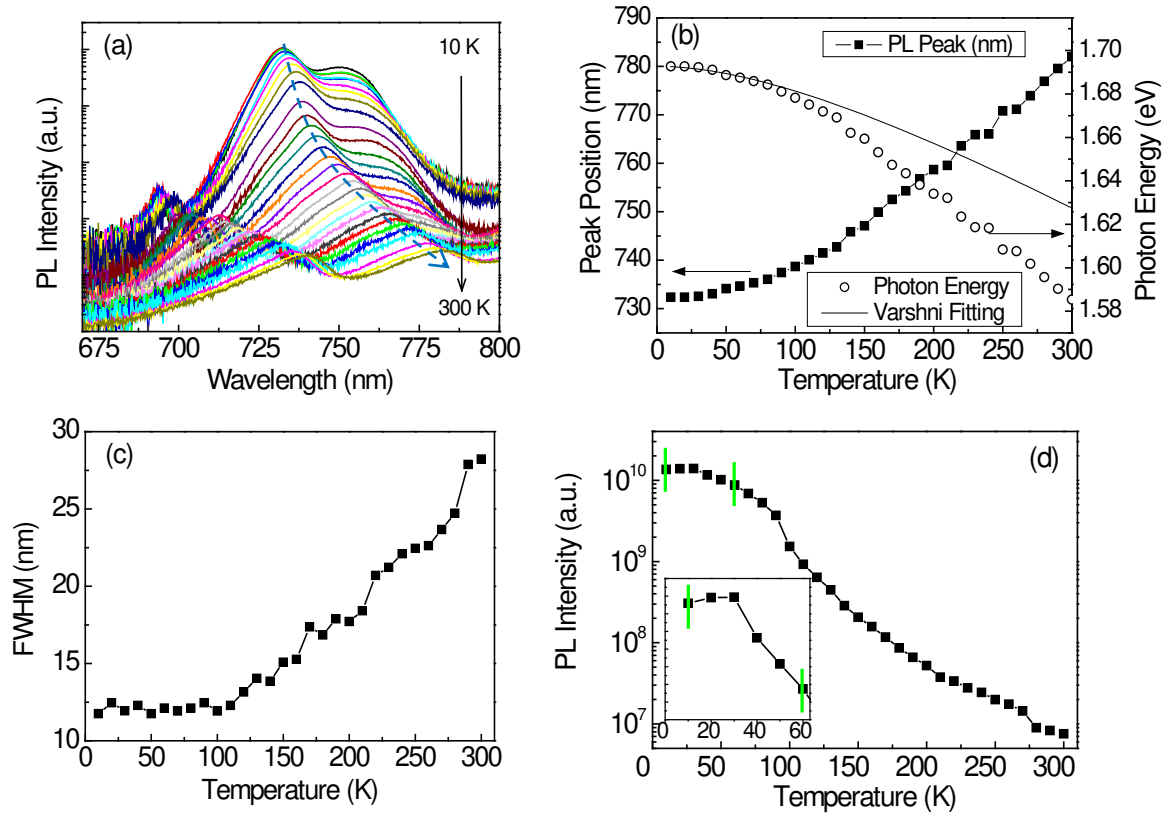 (a)
10 K
300 K
PL Intensity (a.u.)
675 700 725 750 775 800
Wavelength (nm)
(b)
PL Peak (nm)
790
780
770
760
750
740
730
Peak Position (nm)
1.70
1.68
1.66
1.64
1.62
1.60
1.58
Photon Energy (eV)
Photon Energy
Varshni Fitting
0 50 100 150 200 250 300
Temperature (K)
(c)
30
25
20
15
10
FWHM (nm)
0 50 100 150 200 250 300
Temperature (K)
(d)
10^10
10^9
10^8
10^7
PL Intensity (a.u.)
0 20 40 60
0 50 100 150 200 250 300
Temperature (K)